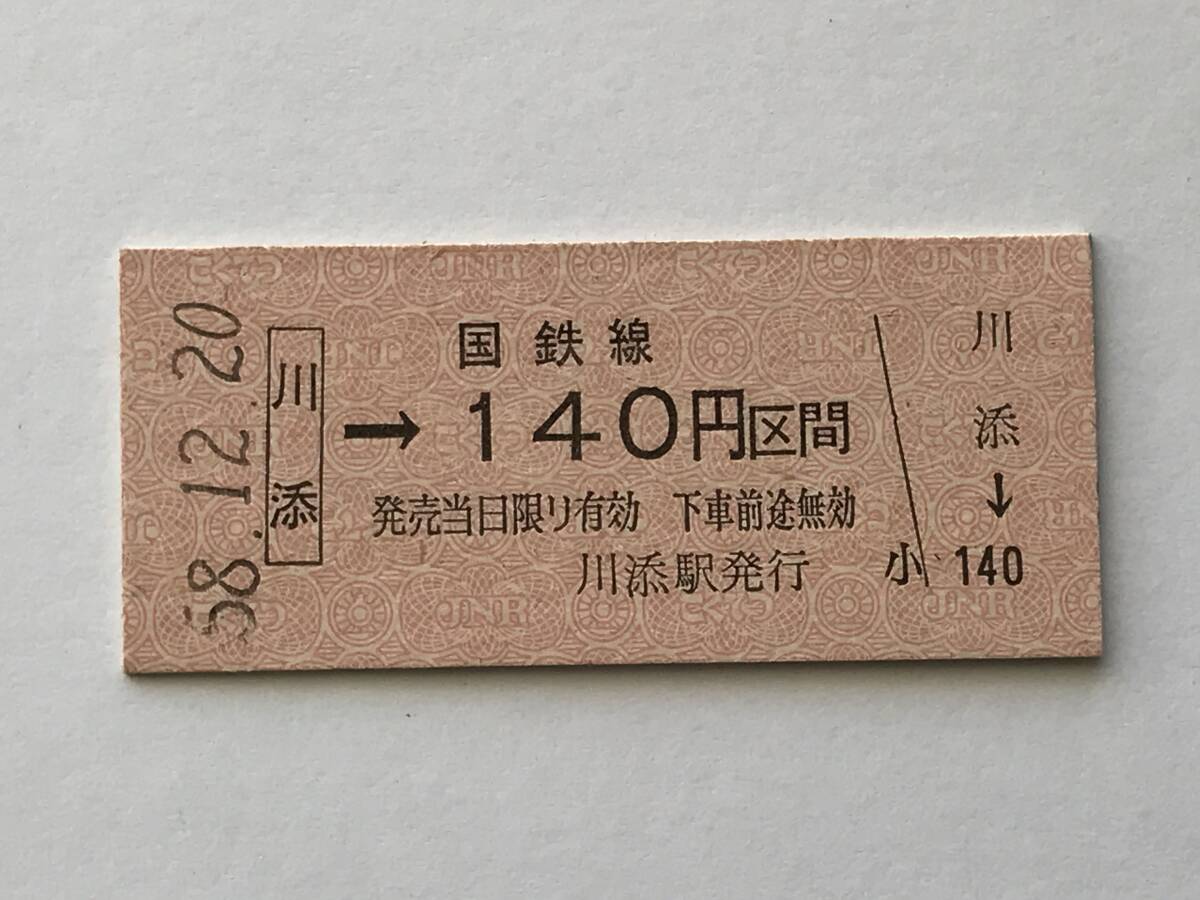 58.12.20
川添
国鉄線
→140円区間
発売当日限り有効 下車前途無効
川添駅発行
小
川
添
↓
140